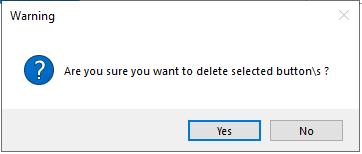 Warning
Are you sure you want to delete selected button\s ?
Yes
No